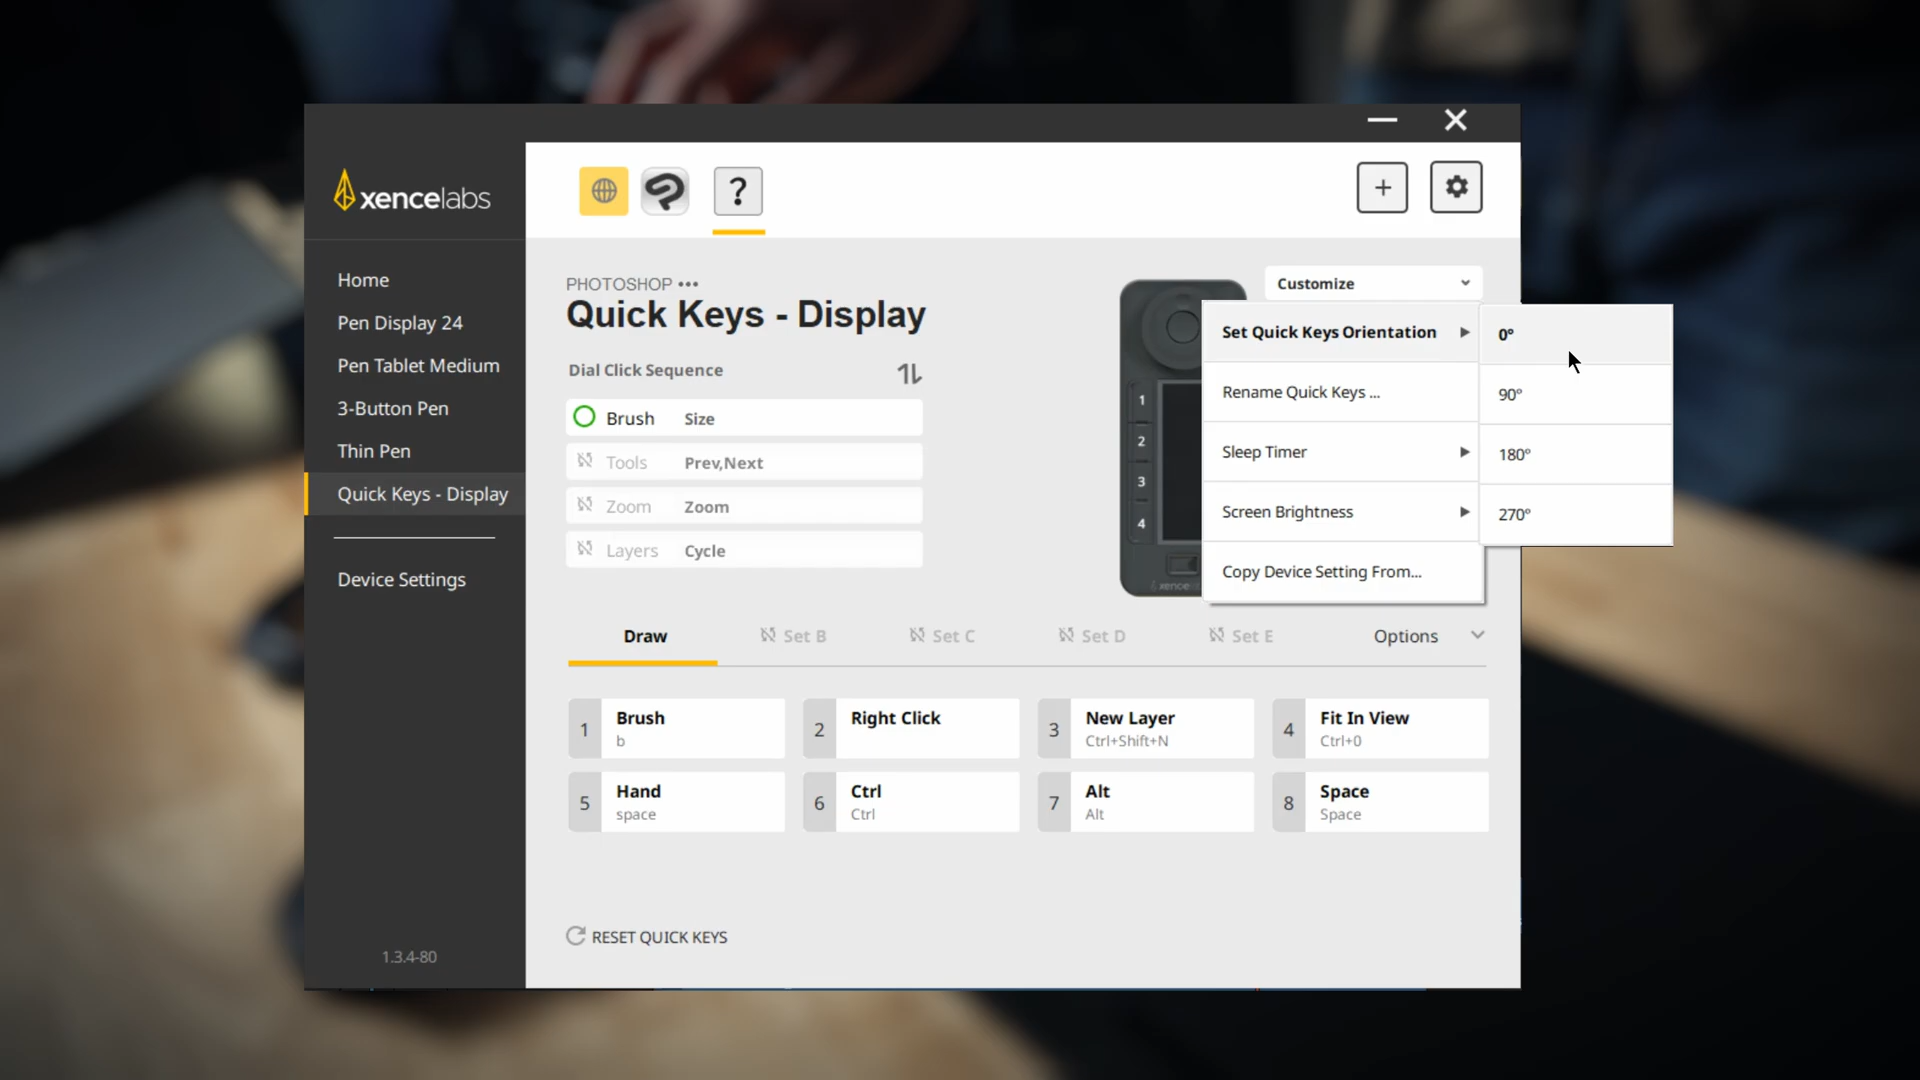 xencelabs
Home
Pen Display 24
Pen Tablet Medium
3-Button Pen
Thin Pen
Quick Keys - Display
Device Settings
1.3.4-80
?
+
PHOTOSHOP •••
Quick Keys - Display
Dial Click Sequence
Brush Size
Tools Prev,Next
Zoom Zoom
Layers Cycle
1
2
3
4
xence
Customize
Set Quick Keys Orientation
Rename Quick Keys ...
Sleep Timer
Screen Brightness
Copy Device Setting From...
0°
90°
180°
270°
Draw Set B Set C Set D Set E Options
1 Brush
b
2 Right Click
3 New Layer
Ctrl+Shift+N
4 Fit In View
Ctrl+0
5 Hand
space
6 Ctrl
Ctrl
7 Alt
Alt
8 Space
Space
RESET QUICK KEYS